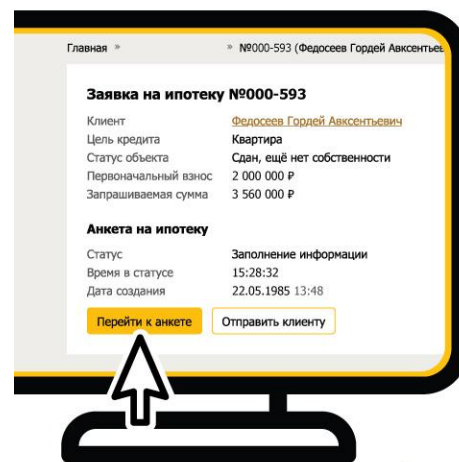 Главная » » №000-593 (Федосеев Гордей Авксентьев
Заявка на ипотеку №000-593
Клиент Федосеев Гордей Авксентьевич
Цель кредита Квартира
Статус объекта Сдан, ещё нет собственности
Первоначальный взнос 2 000 000 ₽
Запрашиваемая сумма 3 560 000 ₽
Анкета на ипотеку
Статус Заполнение информации
Время в статусе 15:28:32
Дата создания 22.05.1985 13:48
Перейти к анкете Отправить клиенту